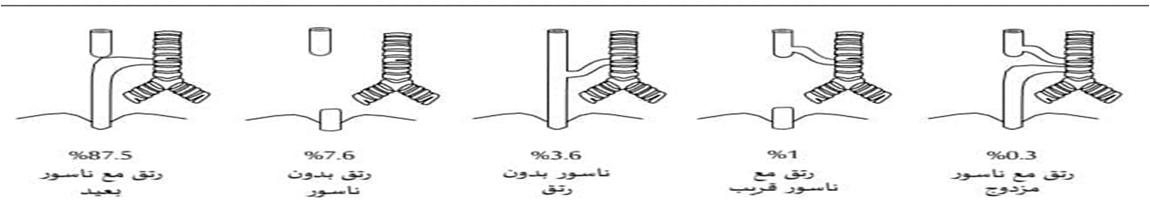 %87.5
رتق مع ناسور
بعيد
%7.6
رتق بدون
ناسور
%3.6
ناسور بدون
رتق
%1
رتق مع
ناسور قريب
%0.3
رتق مع ناسور
مزدوج